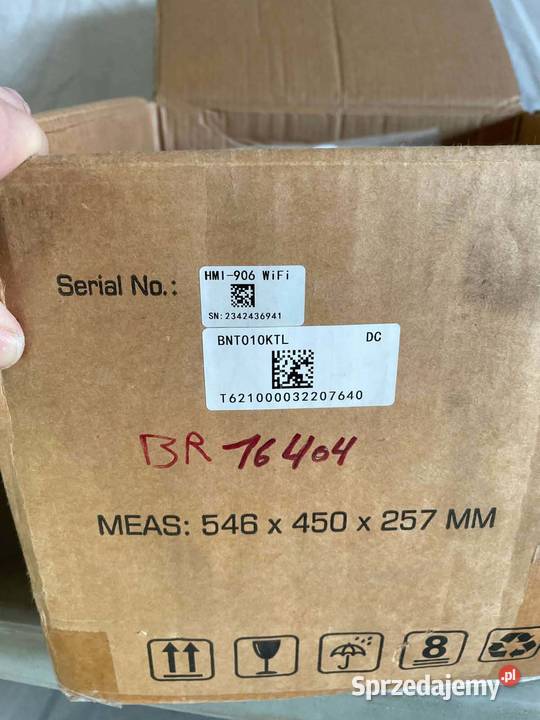 Serial No.:
HMI-906 WiFi
SN:2342436941
BNT010KTL DC
T621000032207640
BR 16404
MEAS: 546 x 450 x 257 MM
8
Sprzedajemy.pl